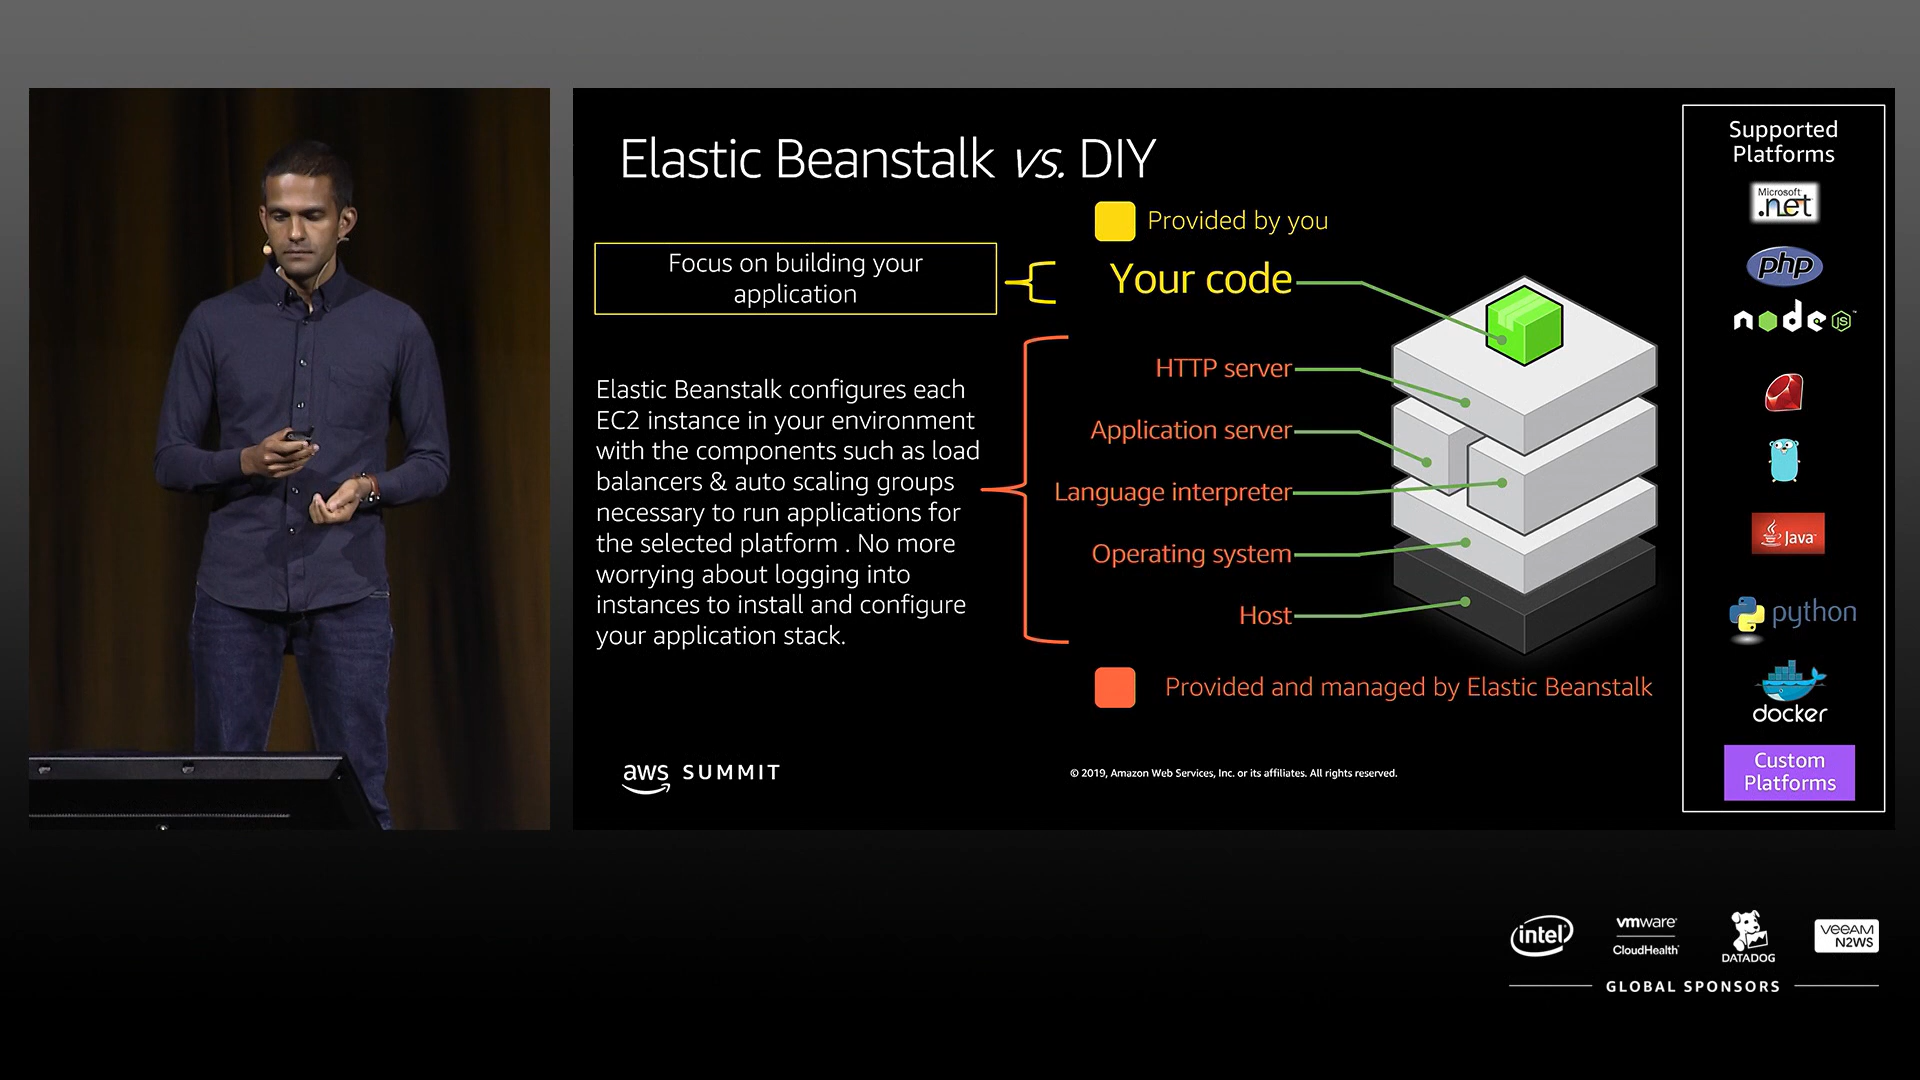 Elastic Beanstalk vs. DIY
Provided by you
Focus on building your
application
Your code
HTTP server
Application server
Language interpreter
Operating system
Host
Elastic Beanstalk configures each
EC2 instance in your environment
with the components such as load
balancers & auto scaling groups
necessary to run applications for
the selected platform . No more
worrying about logging into
instances to install and configure
your application stack.
Provided and managed by Elastic Beanstalk
aws SUMMIT
© 2019, Amazon Web Services, Inc. or its affiliates. All rights reserved.
Supported
Platforms
Microsoft
.net
php
node JS
Java
python
docker
Custom
Platforms
intel
vmware
CloudHealth
DATADOG
VEEAM
N2WS
GLOBAL SPONSORS